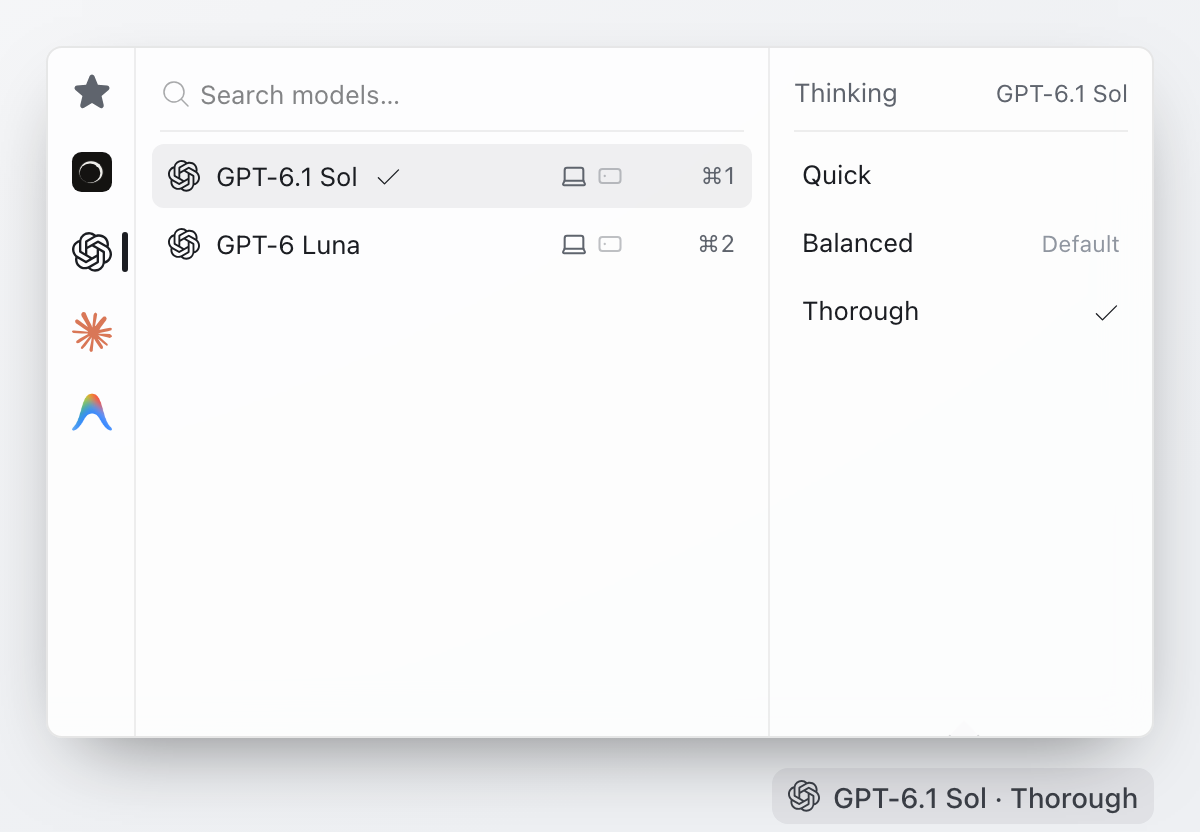 Search models...
GPT-6.1 Sol ⌘1
GPT-6 Luna ⌘2
Thinking GPT-6.1 Sol
Quick
Balanced Default
Thorough
GPT-6.1 Sol · Thorough